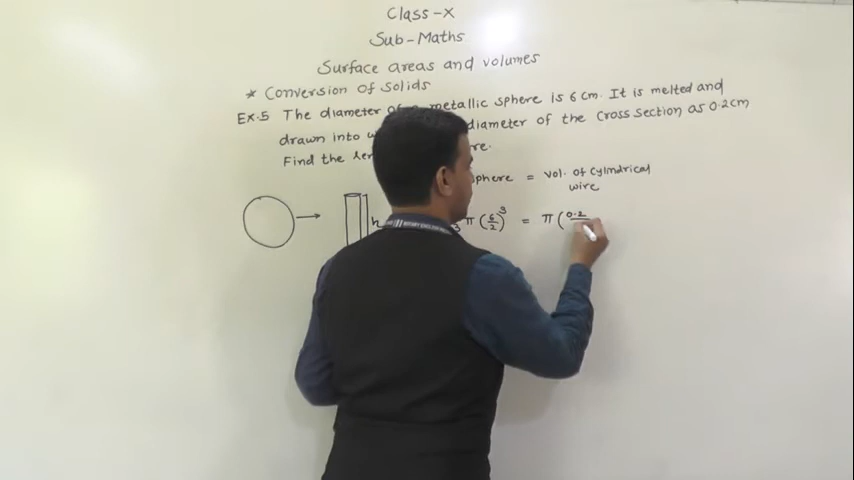 Class-X
Sub-Maths
Surface areas and volumes
* Conversion of Solids
Ex.5 The diameter of metallic sphere is 6 cm. It is melted and
drawn into diameter of the cross section as 0.2cm
Find the re.
sphere = vol. of Cylindrical
wire
h π (6/2)³ = π (0.2